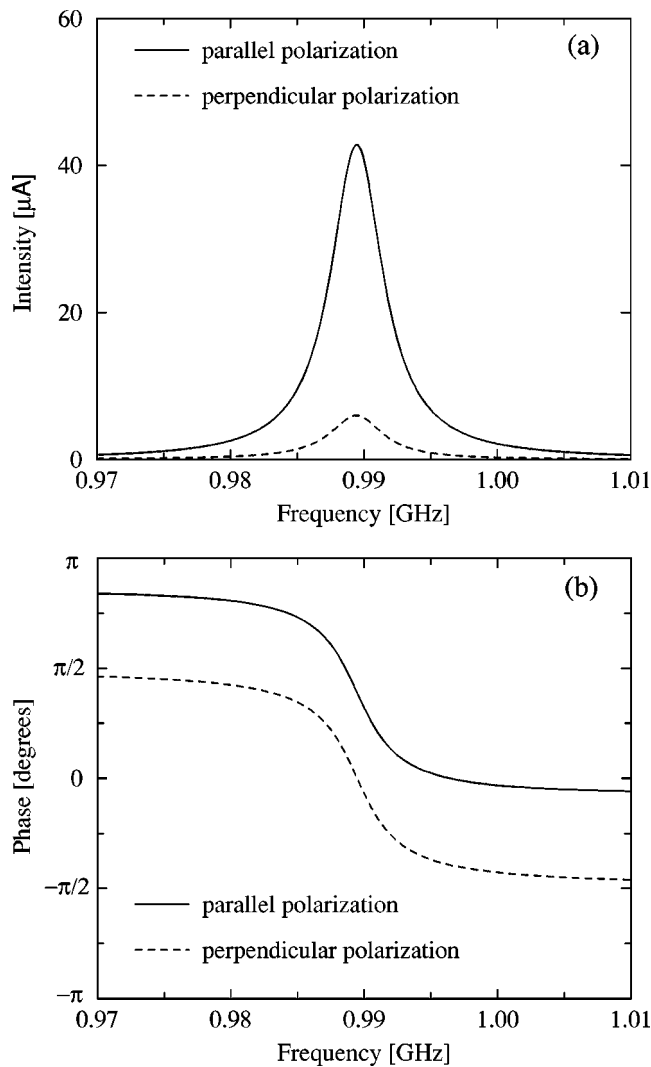 60
(a)
parallel polarization
perpendicular polarization
40
Intensity [µA]
20
0
0.97 0.98 0.99 1.00 1.01
Frequency [GHz]
π
(b)
π/2
Phase [degrees]
0
−π/2
parallel polarization
perpendicular polarization
−π
0.97 0.98 0.99 1.00 1.01
Frequency [GHz]